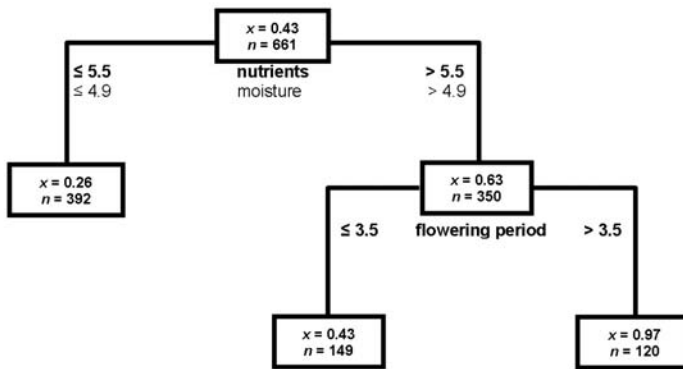 x = 0.43
n = 661
≤ 5.5 nutrients > 5.5
≤ 4.9 moisture > 4.9
x = 0.26
n = 392
x = 0.63
n = 350
≤ 3.5 flowering period > 3.5
x = 0.43
n = 149
x = 0.97
n = 120